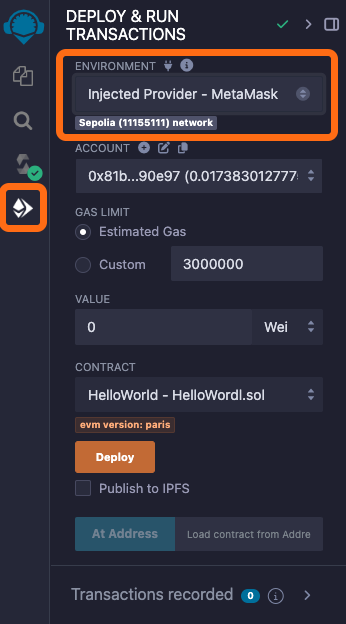 DEPLOY & RUN
TRANSACTIONS
ENVIRONMENT
Injected Provider - MetaMask
Sepolia (11155111) network
ACCOUNT
0x81b...90e97 (0.01738301277
GAS LIMIT
Estimated Gas
Custom 3000000
VALUE
0 Wei
CONTRACT
HelloWorld - HelloWordl.sol
evm version: paris
Deploy
Publish to IPFS
At Address Load contract from Addre
Transactions recorded 0